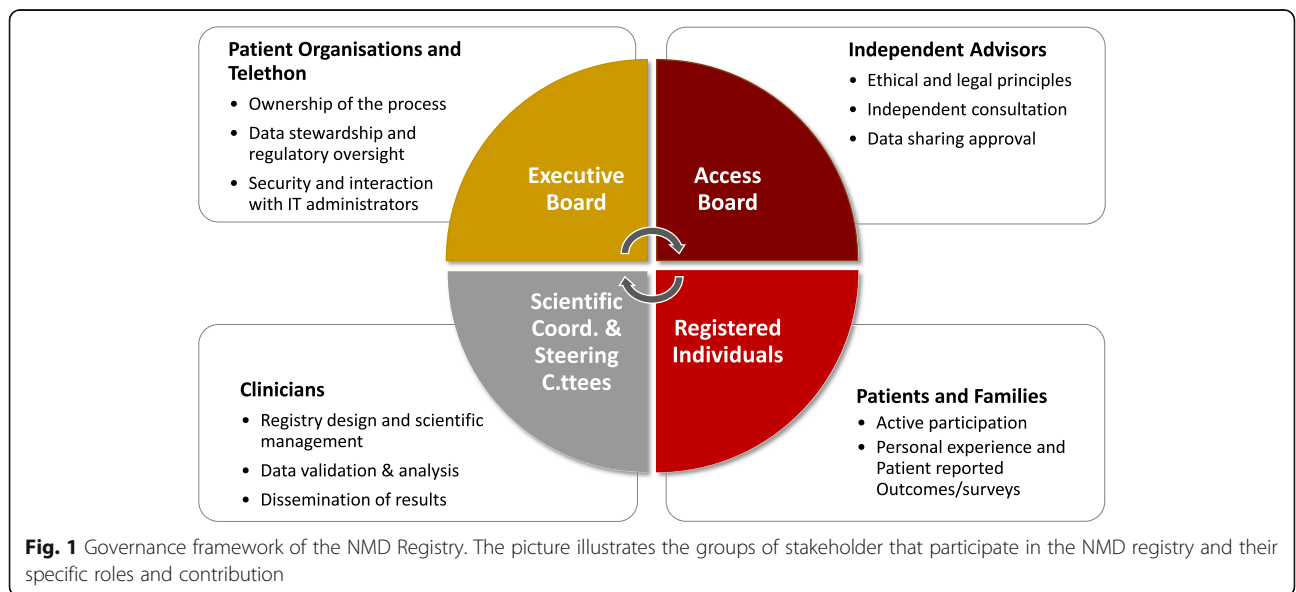 Patient Organisations and
Telethon
• Ownership of the process
• Data stewardship and
regulatory oversight
• Security and interaction
with IT administrators
Independent Advisors
• Ethical and legal principles
• Independent consultation
• Data sharing approval
Executive
Board
Access
Board
Scientific
Coord. &
Steering
C.ttees
Registered
Individuals
Clinicians
• Registry design and scientific
management
• Data validation & analysis
• Dissemination of results
Patients and Families
• Active participation
• Personal experience and
Patient reported
Outcomes/surveys
Fig. 1 Governance framework of the NMD Registry. The picture illustrates the groups of stakeholder that participate in the NMD registry and their
specific roles and contribution